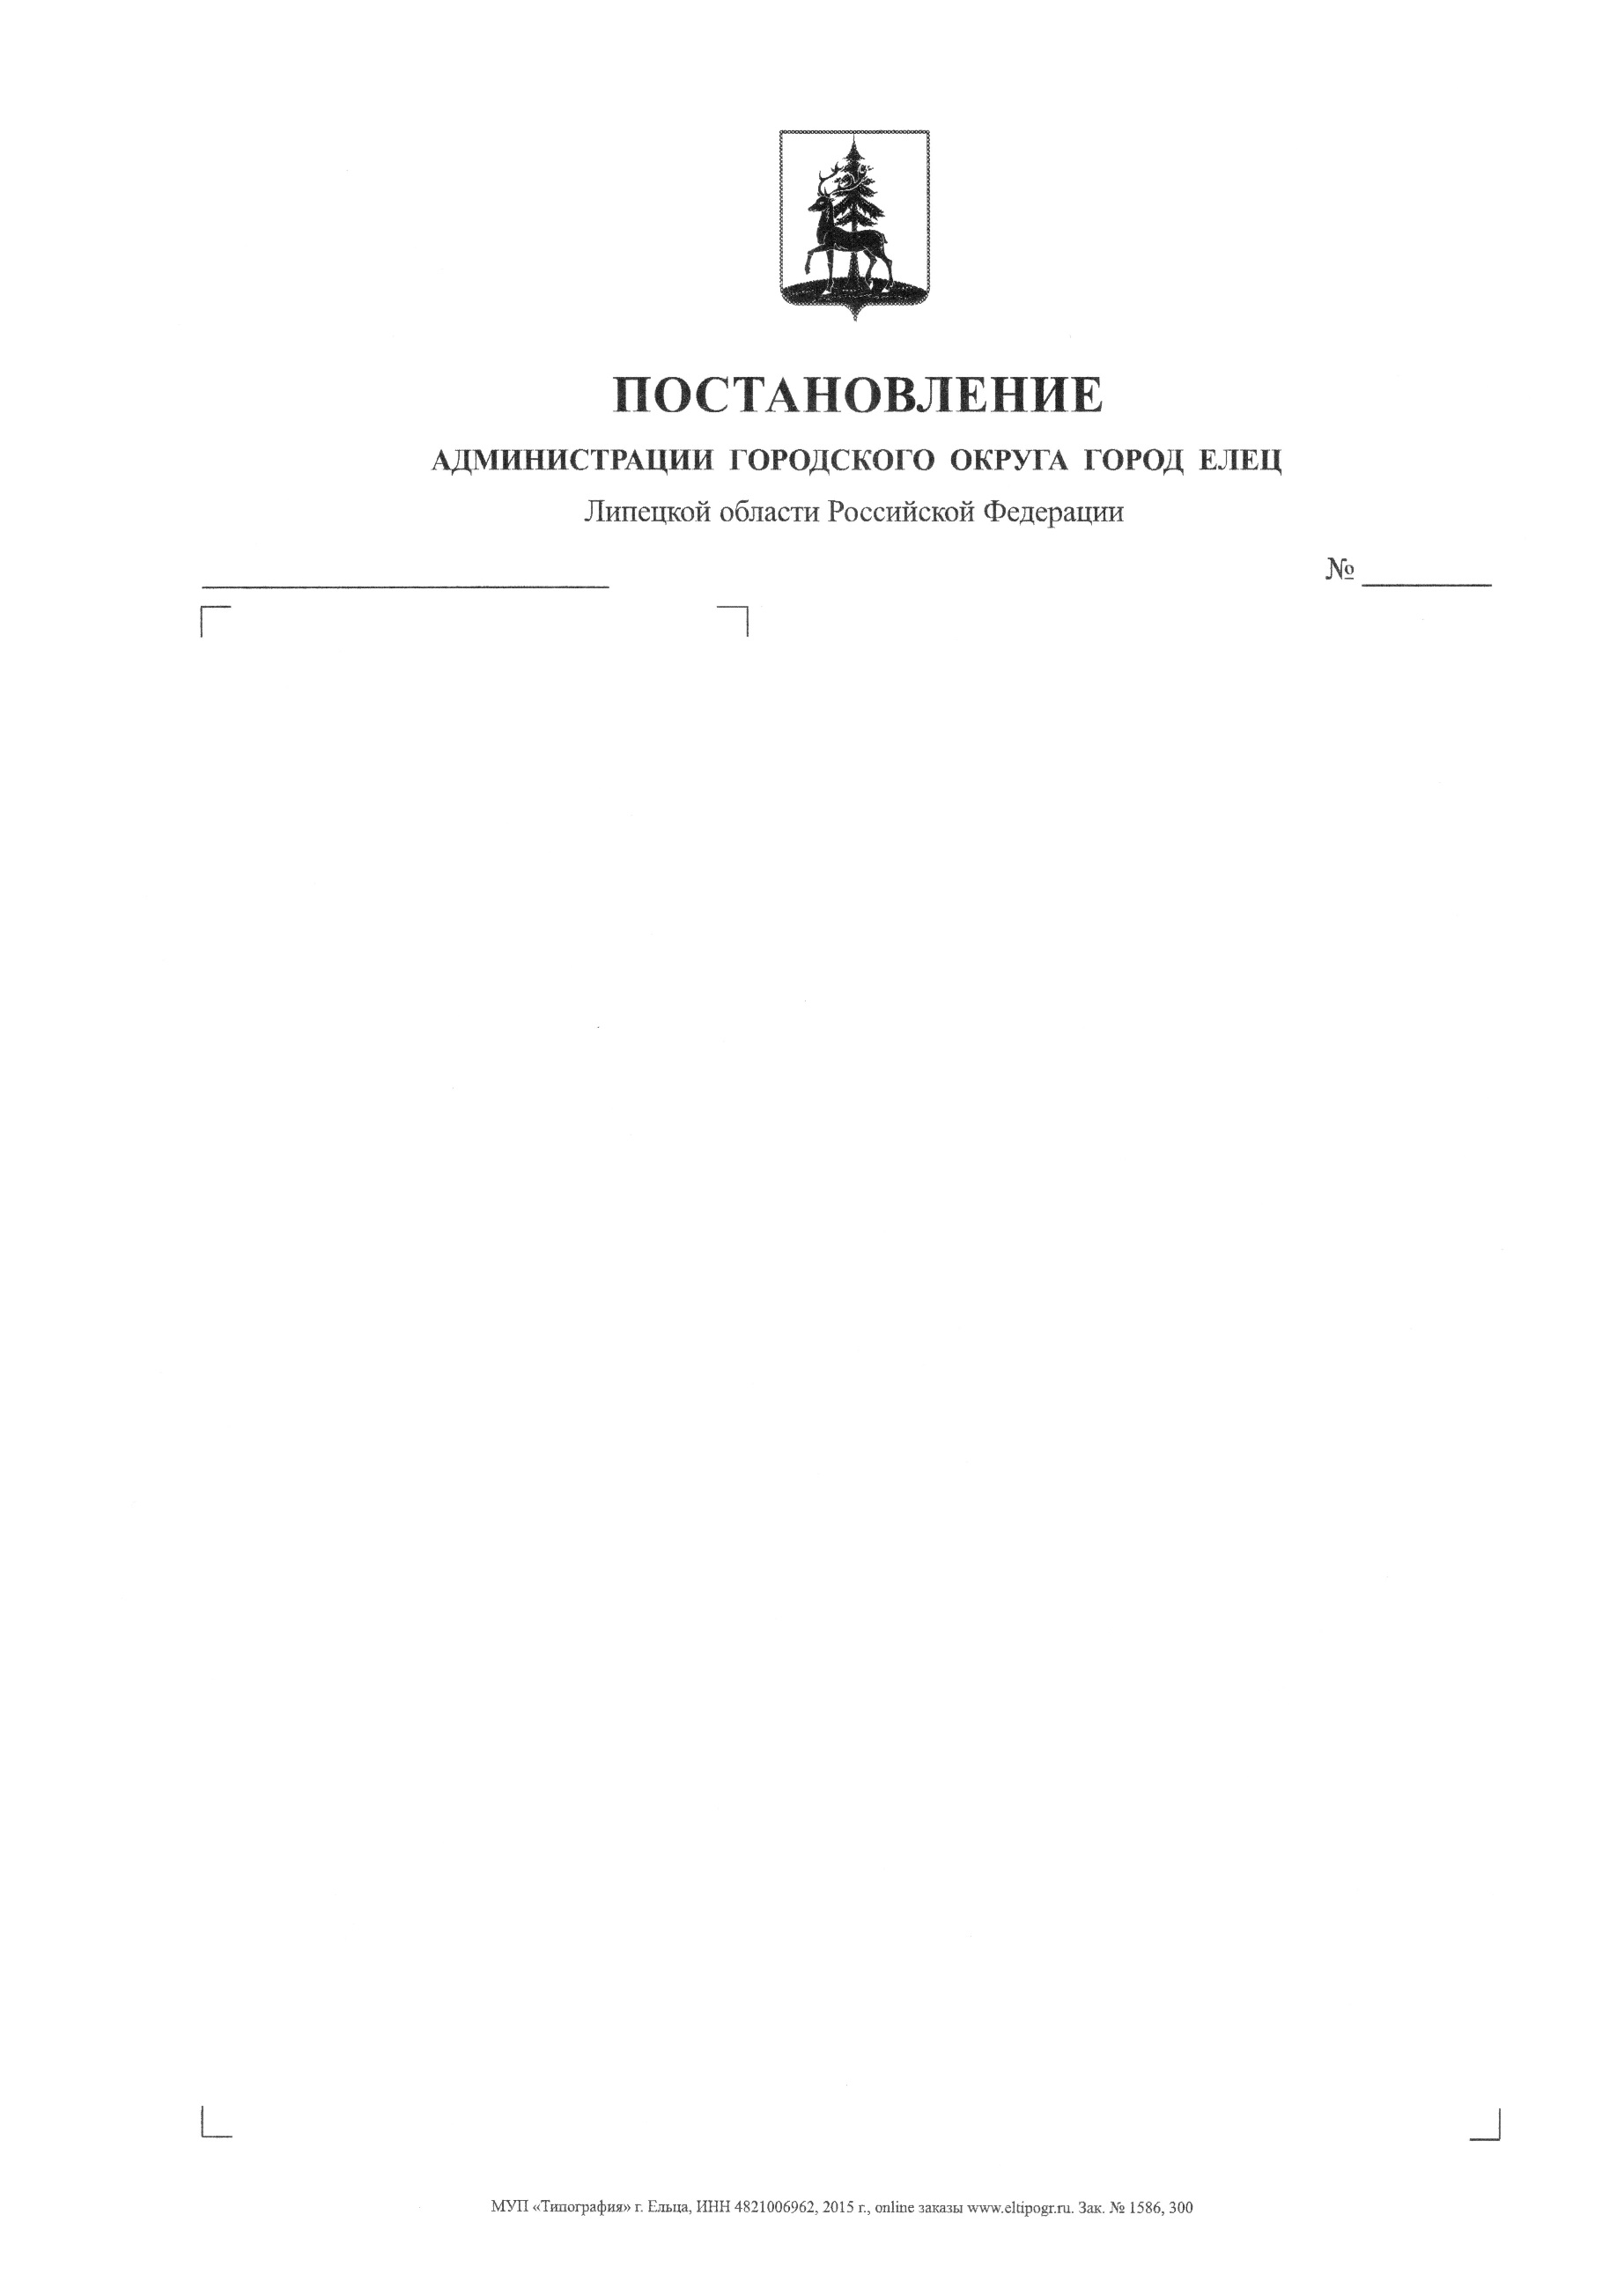 ПОСТАНОВЛЕНИЕ
АДМИНИСТРАЦИИ ГОРОДСКОГО ОКРУГА ГОРОД ЕЛЕЦ
Липецкой области Российской Федерации
№
МУП «Типография» г. Ельца, ИНН 4821006962, 2015 г., online заказы www.eltipogr.ru. Зак. № 1586, 300